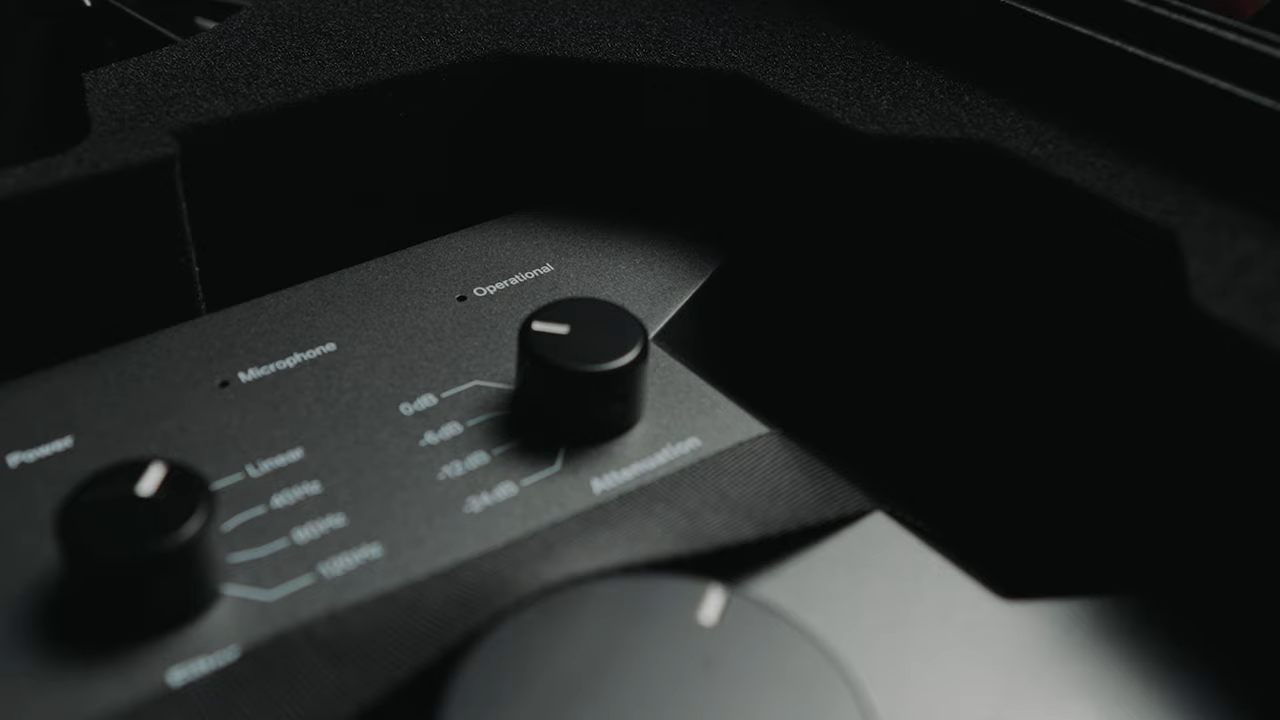 Operational
Microphone
Power
0dB
-6dB
-12dB
-24dB
Attenuation
Linear
40Hz
80Hz
120Hz